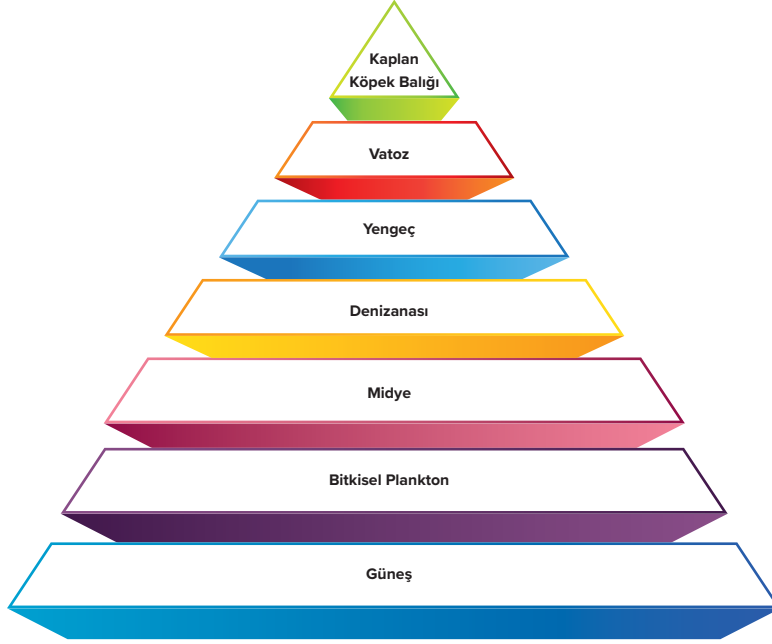 Kaplan
Köpek Balığı
Vatoz
Yengeç
Denizanası
Midye
Bitkisel Plankton
Güneş